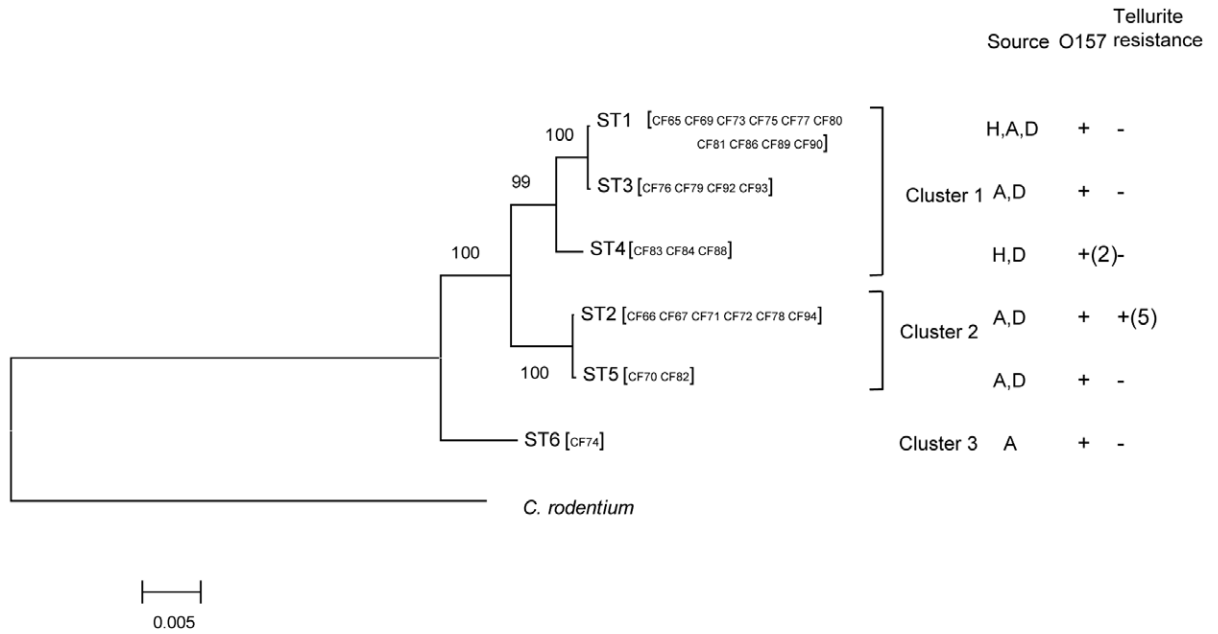 Tellurite
Source O157 resistance
ST1 [CF65 CF69 CF73 CF75 CF77 CF80
CF81 CF86 CF89 CF90]
H,A,D + -
100
99
ST3 [CF76 CF79 CF92 CF93]
Cluster 1 A,D + -
100
ST4 [CF83 CF84 CF88]
H,D +(2)-
ST2 [CF66 CF67 CF71 CF72 CF78 CF94]
A,D + +(5)
Cluster 2
100 ST5 [CF70 CF82]
A,D + -
ST6 [CF74]
Cluster 3 A + -
C. rodentium
0.005